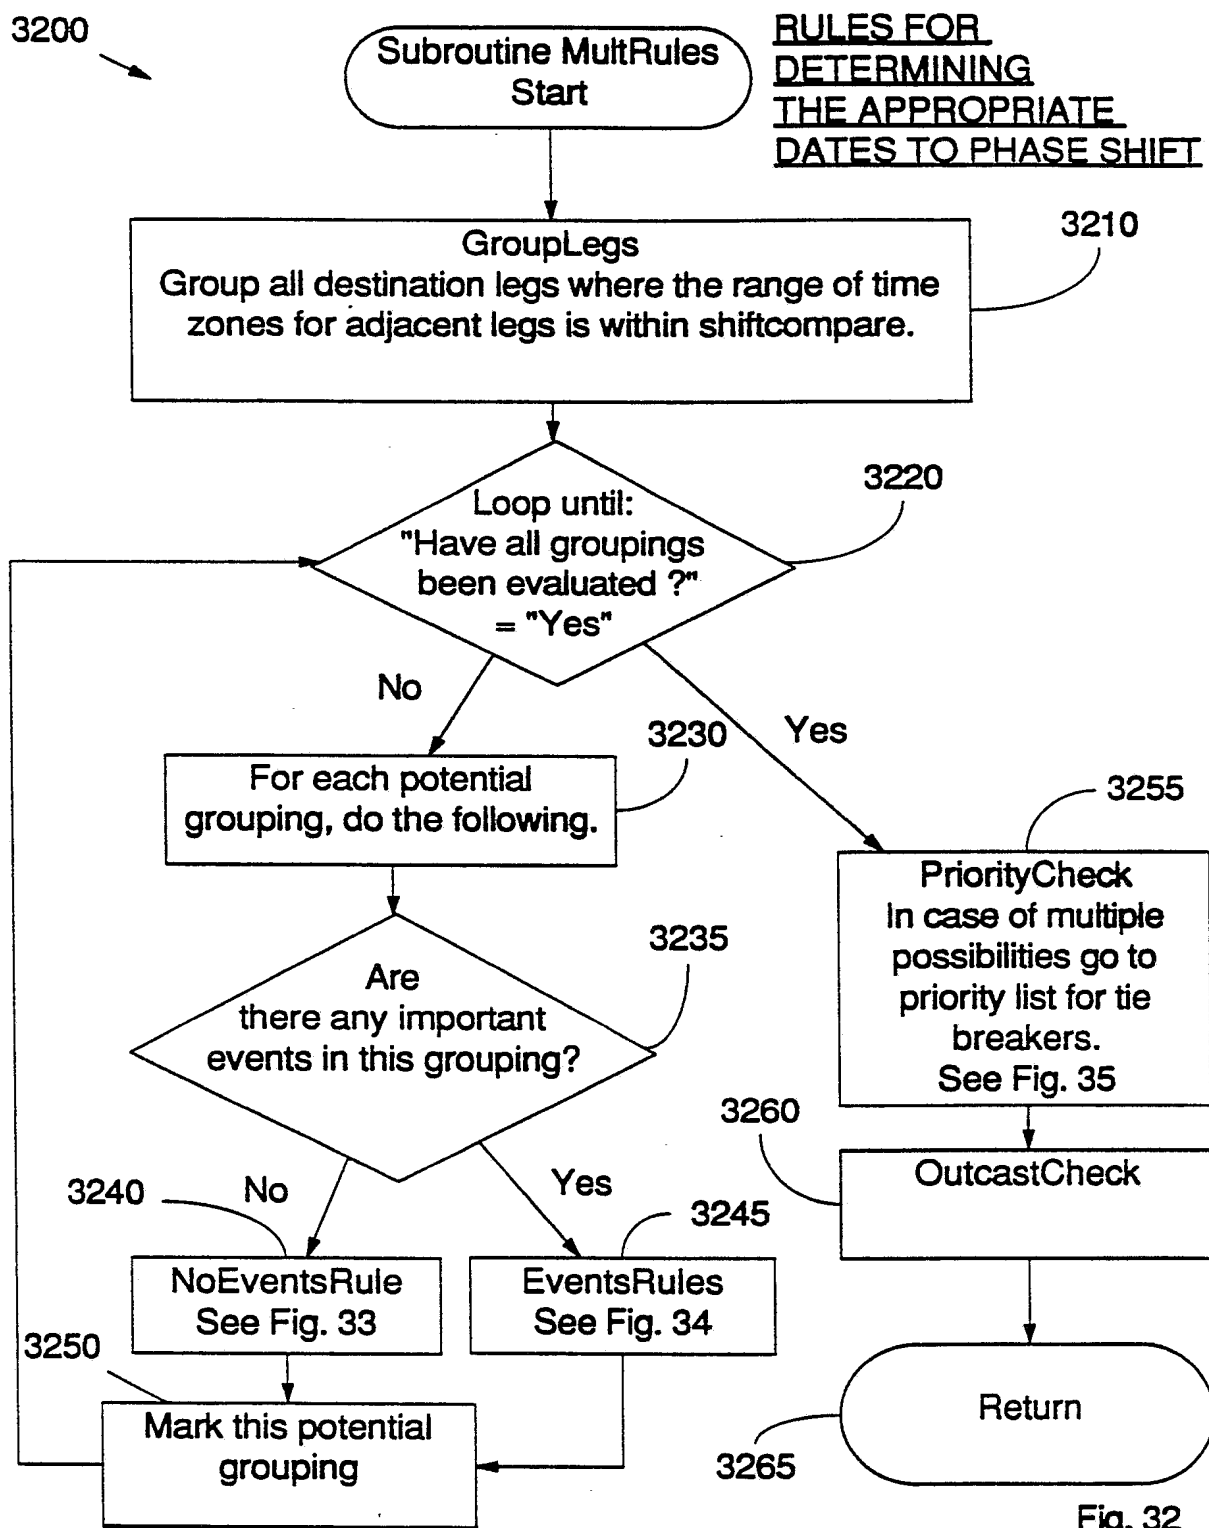 3200
Subroutine MultRules
Start
RULES FOR
DETERMINING
THE APPROPRIATE
DATES TO PHASE SHIFT
3210
GroupLegs
Group all destination legs where the range of time
zones for adjacent legs is within shiftcompare.
3220
Loop until:
"Have all groupings
been evaluated ?"
= "Yes"
No
Yes
3230
For each potential
grouping, do the following.
3255
PriorityCheck
In case of multiple
possibilities go to
priority list for tie
breakers.
See Fig. 35
3235
Are
there any important
events in this grouping?
3260
OutcastCheck
3240
No
Yes
3245
NoEventsRule
See Fig. 33
EventsRules
See Fig. 34
3250
Mark this potential
grouping
Return
3265
Fig. 32